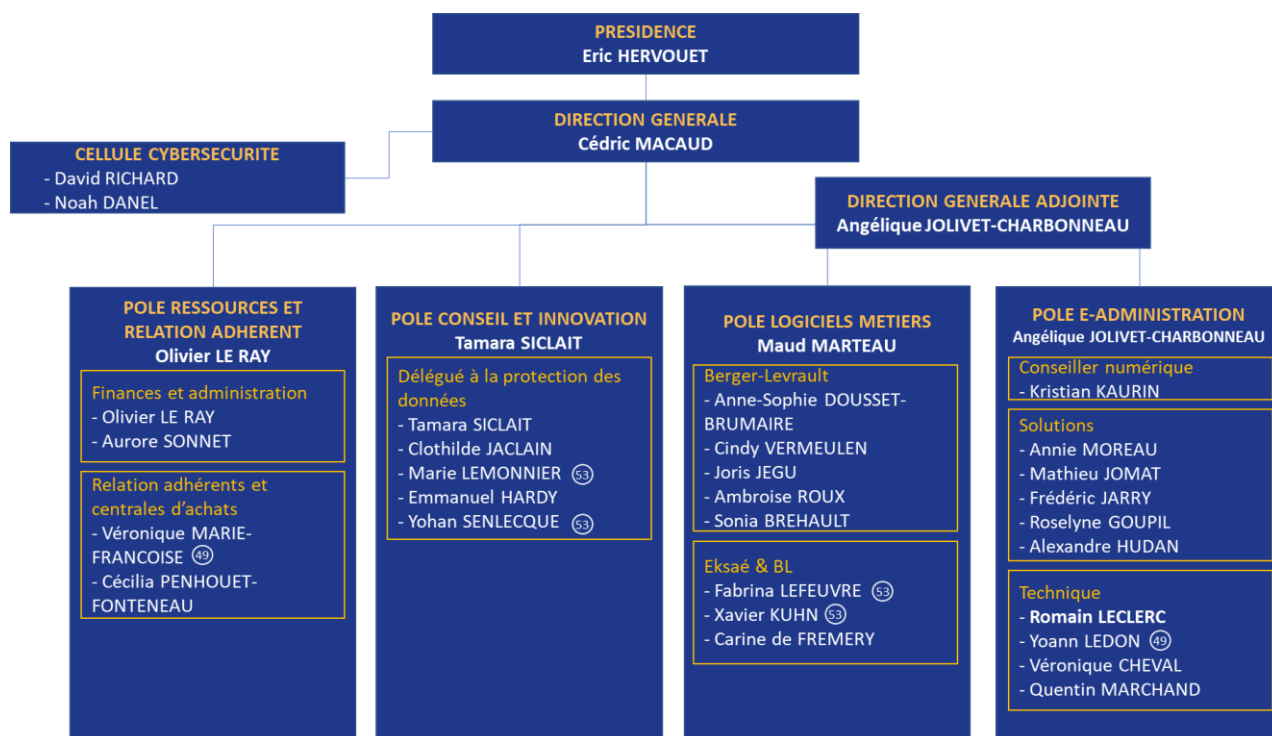 PRESIDENCE
Eric HERVOUET
DIRECTION GENERALE
Cédric MACAUD
CELLULE CYBERSECURITE
- David RICHARD
- Noah DANEL
DIRECTION GENERALE ADJOINTE
Angélique JOLIVET-CHARBONNEAU
POLE RESSOURCES ET
RELATION ADHERENT
Olivier LE RAY
Finances et administration
- Olivier LE RAY
- Aurore SONNET
Relation adhérents et
centrales d'achats
- Véronique MARIE-
FRANCOISE 49
- Cécilia PENHOUET-
FONTENEAU
POLE CONSEIL ET INNOVATION
Tamara SICLAIT
Délégué à la protection des
données
- Tamara SICLAIT
- Clothilde JACLAIN
- Marie LEMONNIER 53
- Emmanuel HARDY
- Yohan SENLECQUE 53
POLE LOGICIELS METIERS
Maud MARTEAU
Berger-Levrault
- Anne-Sophie DOUSSET-
BRUMAIRE
- Cindy VERMEULEN
- Joris JEGU
- Ambroise ROUX
- Sonia BREHAULT
Eksaé & BL
- Fabrina LEFEUVRE 53
- Xavier KUHN 53
- Carine de FREMERY
POLE E-ADMINISTRATION
Angélique JOLIVET-CHARBONNEAU
Conseiller numérique
- Kristian KAURIN
Solutions
- Annie MOREAU
- Mathieu JOMAT
- Frédéric JARRY
- Roselyne GOUPIL
- Alexandre HUDAN
Technique
- Romain LECLERC
- Yoann LEDON 49
- Véronique CHEVAL
- Quentin MARCHAND